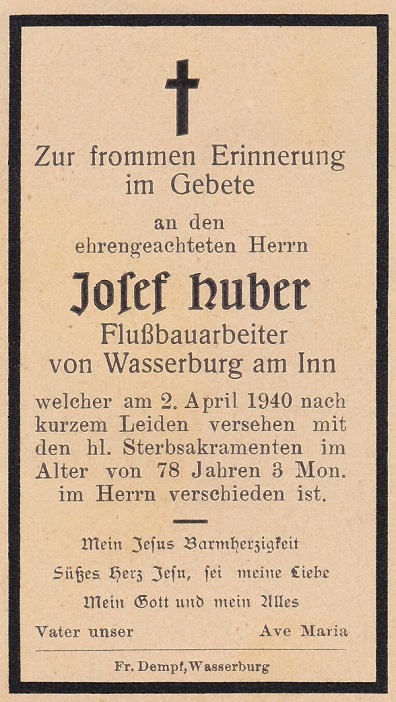 Zur frommen Erinnerung
im Gebete
an den
ehrengeachteten Herrn
Josef Huber
Flußbauarbeiter
von Wasserburg am Inn
welcher am 2. April 1940 nach
kurzem Leiden versehen mit
den hl. Sterbsakramenten im
Alter von 78 Jahren 3 Mon.
im Herrn verschieden ist.
Mein Jesus Barmherzigkeit
Süßes Herz Jesu, sei meine Liebe
Mein Gott und mein Alles
Vater unser Ave Maria
Fr. Dempf, Wasserburg